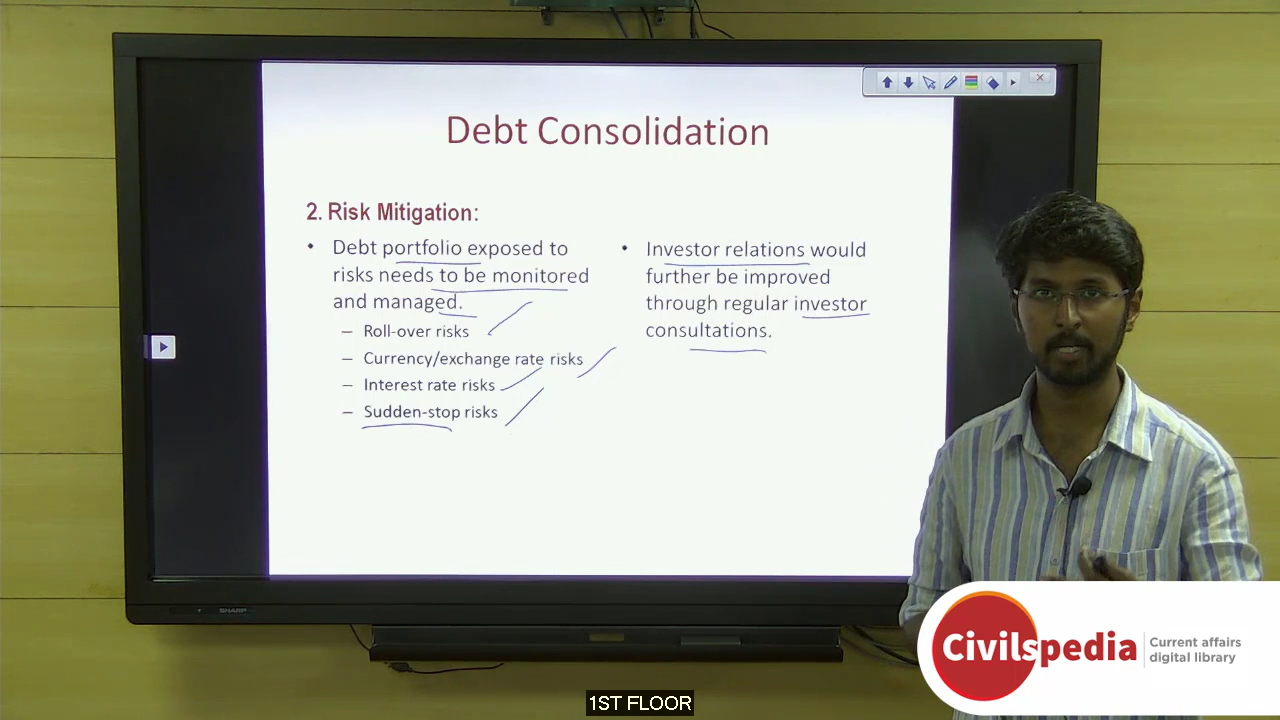 Debt Consolidation
2. Risk Mitigation:
• Debt portfolio exposed to
risks needs to be monitored
and managed.
– Roll-over risks
– Currency/exchange rate risks
– Interest rate risks
– Sudden-stop risks
• Investor relations would
further be improved
through regular investor
consultations.
SHARP
Civilspedia
Current affairs
digital library
1ST FLOOR